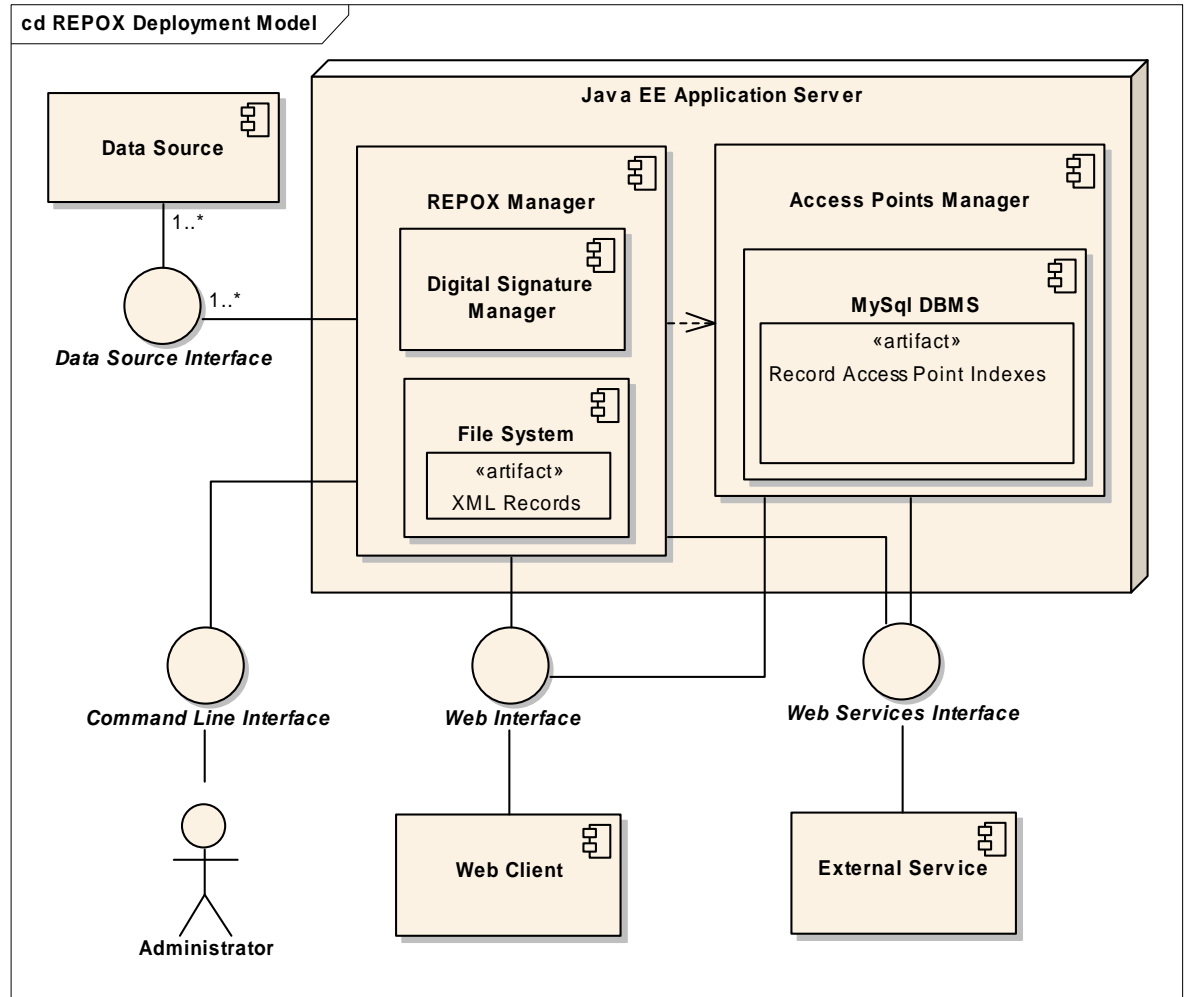 cd REPOX Deployment Model
Java EE Application Server
Data Source
1..*
1..*
Data Source Interface
REPOX Manager
Digital Signature
Manager
File System
«artifact»
XML Records
Access Points Manager
MySql DBMS
«artifact»
Record Access Point Indexes
Command Line Interface
Web Interface
Web Services Interface
Administrator
Web Client
External Service